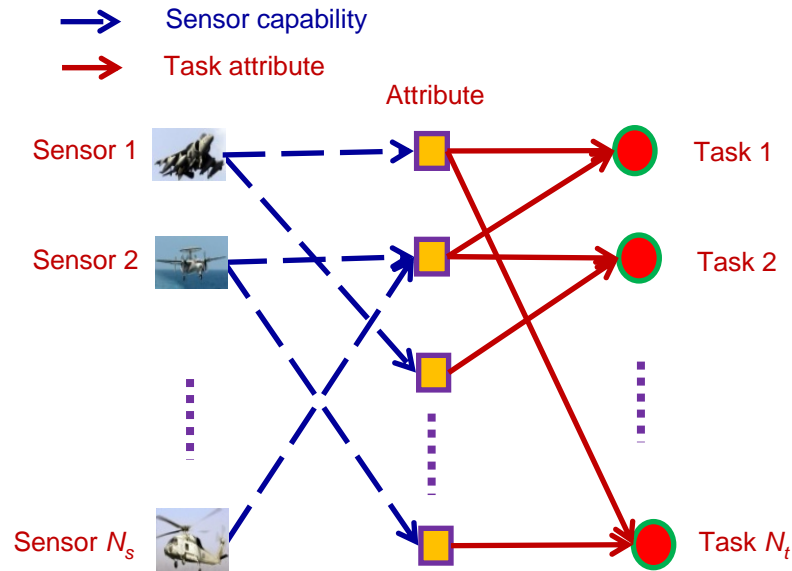 Sensor capability
Task attribute
Attribute
Sensor 1
Task 1
Sensor 2
Task 2
Sensor Nₛ
Task Nₜ